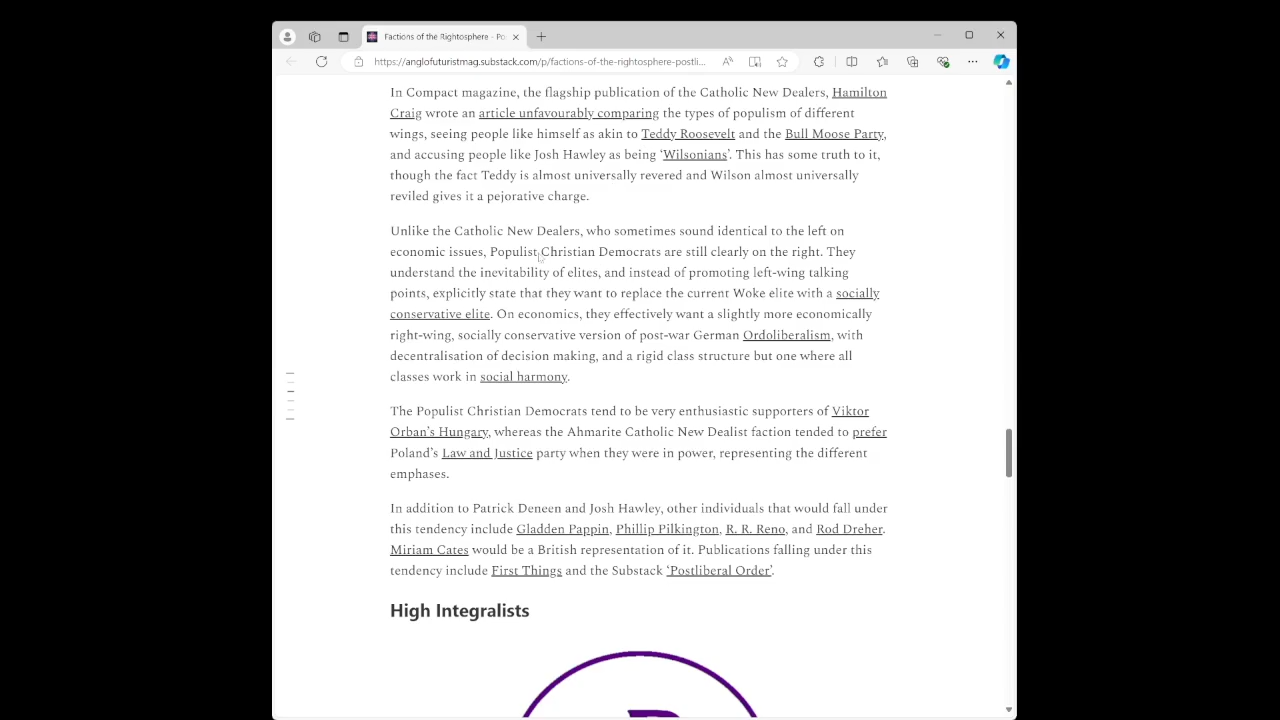 Factions of the Rightosphere - Po
https://anglofuturistmag.substack.com/p/factions-of-the-rightosphere-postli...
In Compact magazine, the flagship publication of the Catholic New Dealers, Hamilton
Craig wrote an article unfavourably comparing the types of populism of different
wings, seeing people like himself as akin to Teddy Roosevelt and the Bull Moose Party,
and accusing people like Josh Hawley as being ‘Wilsonians’. This has some truth to it,
though the fact Teddy is almost universally revered and Wilson almost universally
reviled gives it a pejorative charge.
Unlike the Catholic New Dealers, who sometimes sound identical to the left on
economic issues, Populist Christian Democrats are still clearly on the right. They
understand the inevitability of elites, and instead of promoting left-wing talking
points, explicitly state that they want to replace the current Woke elite with a socially
conservative elite. On economics, they effectively want a slightly more economically
right-wing, socially conservative version of post-war German Ordoliberalism, with
decentralisation of decision making, and a rigid class structure but one where all
classes work in social harmony.
The Populist Christian Democrats tend to be very enthusiastic supporters of Viktor
Orban’s Hungary, whereas the Ahmarite Catholic New Dealist faction tended to prefer
Poland’s Law and Justice party when they were in power, representing the different
emphases.
In addition to Patrick Deneen and Josh Hawley, other individuals that would fall under
this tendency include Gladden Pappin, Phillip Pilkington, R. R. Reno, and Rod Dreher.
Miriam Cates would be a British representation of it. Publications falling under this
tendency include First Things and the Substack ‘Postliberal Order’.
High Integralists